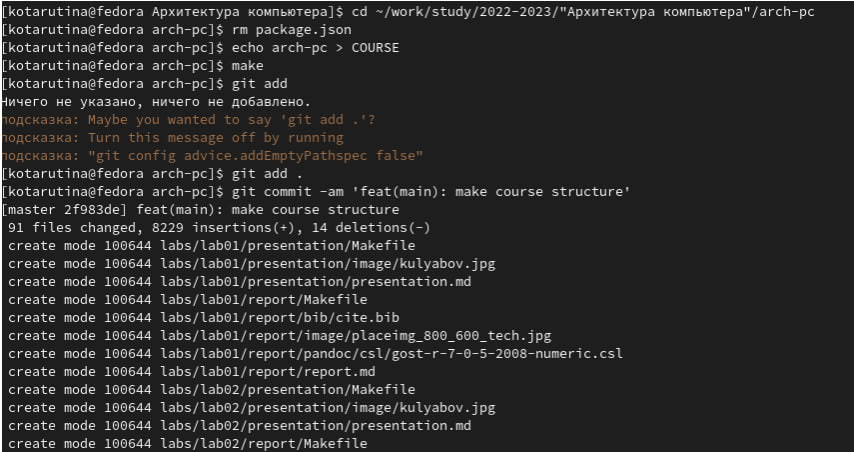 [kotarutina@fedora Архитектура компьютера]$ cd ~/work/study/2022-2023/"Архитектура компьютера"/arch-pc
[kotarutina@fedora arch-pc]$ rm package.json
[kotarutina@fedora arch-pc]$ echo arch-pc > COURSE
[kotarutina@fedora arch-pc]$ make
[kotarutina@fedora arch-pc]$ git add
Ничего не указано, ничего не добавлено.
подсказка: Maybe you wanted to say 'git add .'?
подсказка: Turn this message off by running
подсказка: "git config advice.addEmptyPathspec false"
[kotarutina@fedora arch-pc]$ git add .
[kotarutina@fedora arch-pc]$ git commit -am 'feat(main): make course structure'
[master 2f983de] feat(main): make course structure
 91 files changed, 8229 insertions(+), 14 deletions(-)
 create mode 100644 labs/lab01/presentation/Makefile
 create mode 100644 labs/lab01/presentation/image/kulyabov.jpg
 create mode 100644 labs/lab01/presentation/presentation.md
 create mode 100644 labs/lab01/report/Makefile
 create mode 100644 labs/lab01/report/bib/cite.bib
 create mode 100644 labs/lab01/report/image/placeimg_800_600_tech.jpg
 create mode 100644 labs/lab01/report/pandoc/csl/gost-r-7-0-5-2008-numeric.csl
 create mode 100644 labs/lab01/report/report.md
 create mode 100644 labs/lab02/presentation/Makefile
 create mode 100644 labs/lab02/presentation/image/kulyabov.jpg
 create mode 100644 labs/lab02/presentation/presentation.md
 create mode 100644 labs/lab02/report/Makefile